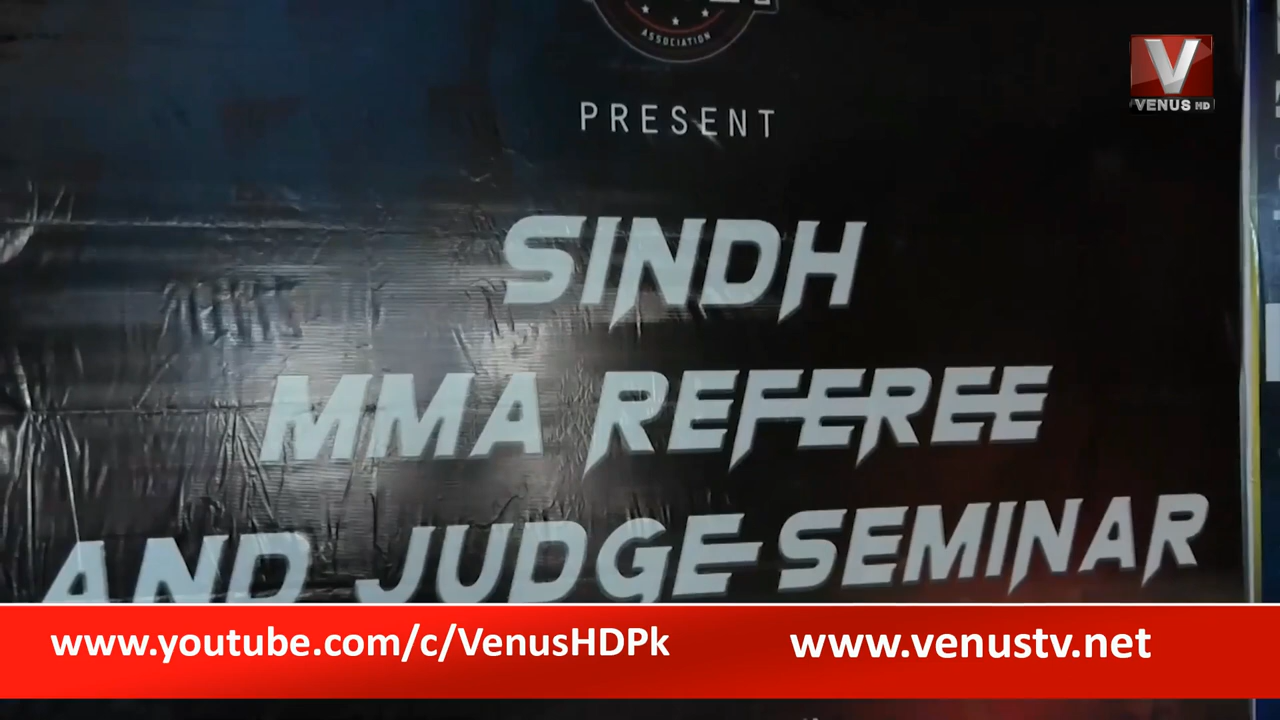 ASSOCIATION
PRESENT
VENUS HD
SINDH
MMA REFEREE
AND JUDGE SEMINAR
www.youtube.com/c/VenusHDPk
www.venustv.net